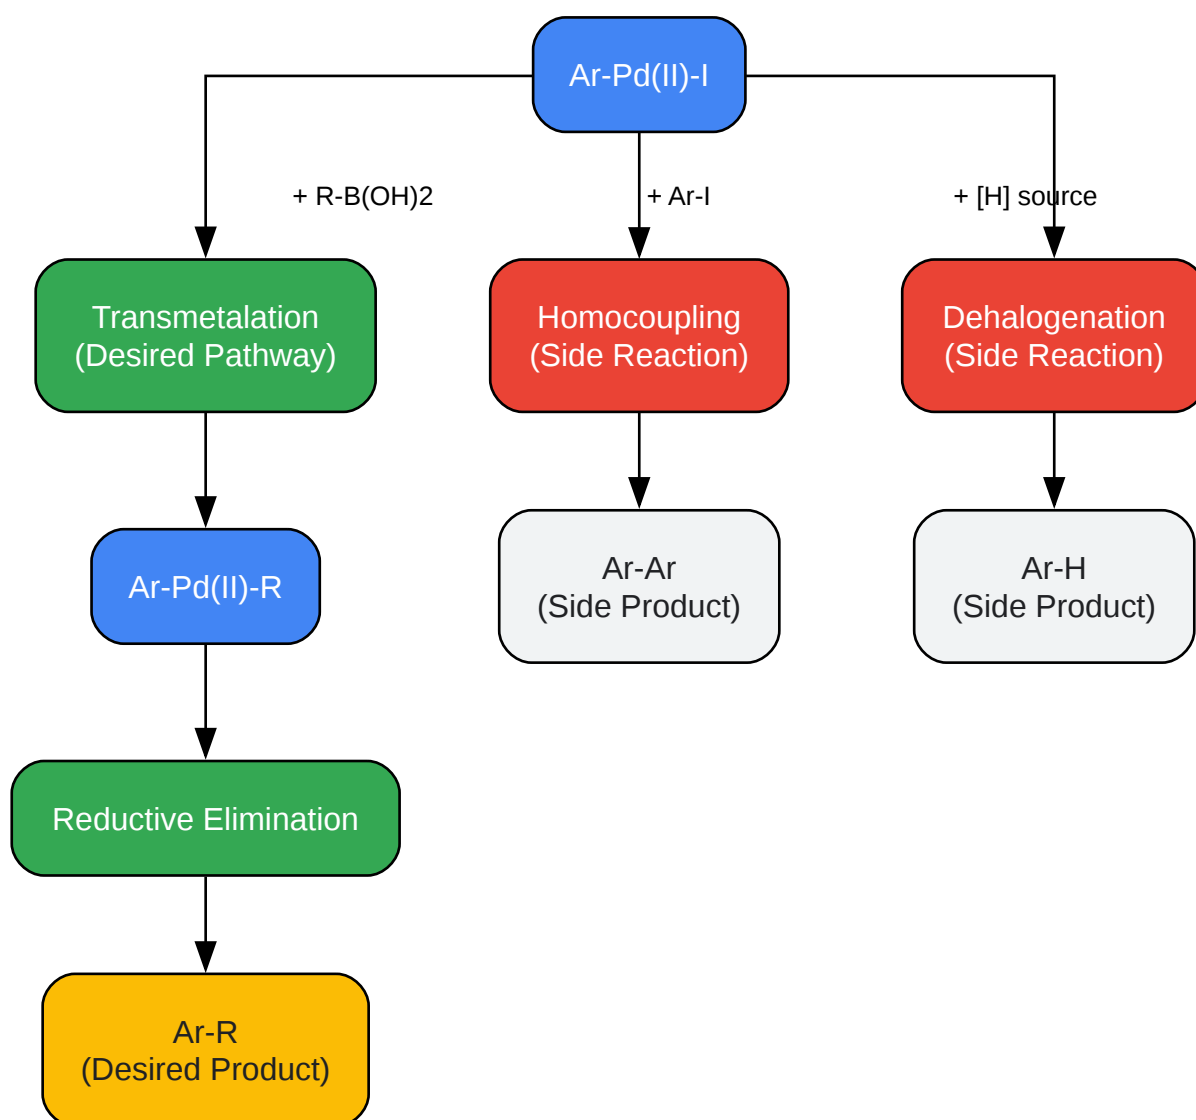 Ar-Pd(II)-I
+ R-B(OH)2
+ Ar-I
+ [H] source
Transmetalation
(Desired Pathway)
Homocoupling
(Side Reaction)
Dehalogenation
(Side Reaction)
Ar-Pd(II)-R
Ar-Ar
(Side Product)
Ar-H
(Side Product)
Reductive Elimination
Ar-R
(Desired Product)